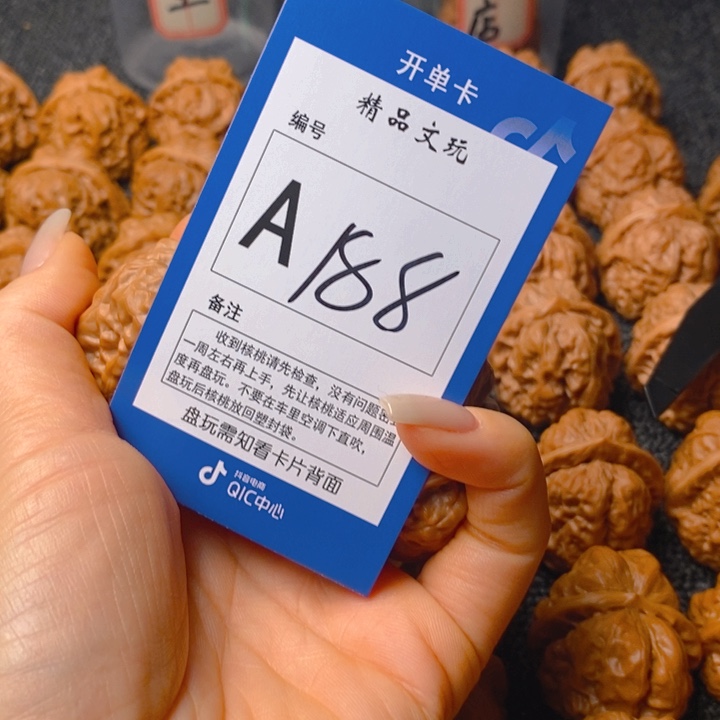 店
开单卡
精品文玩
编号
A 188
备注
收到核桃请先检查，没有问题密
一周左右再上手，先让核桃适应周围温
度再盘玩。不要在车里空调下直吹，
盘玩后核桃放回塑封袋。
盘玩需知看卡片背面
抖音电商
QIC中心